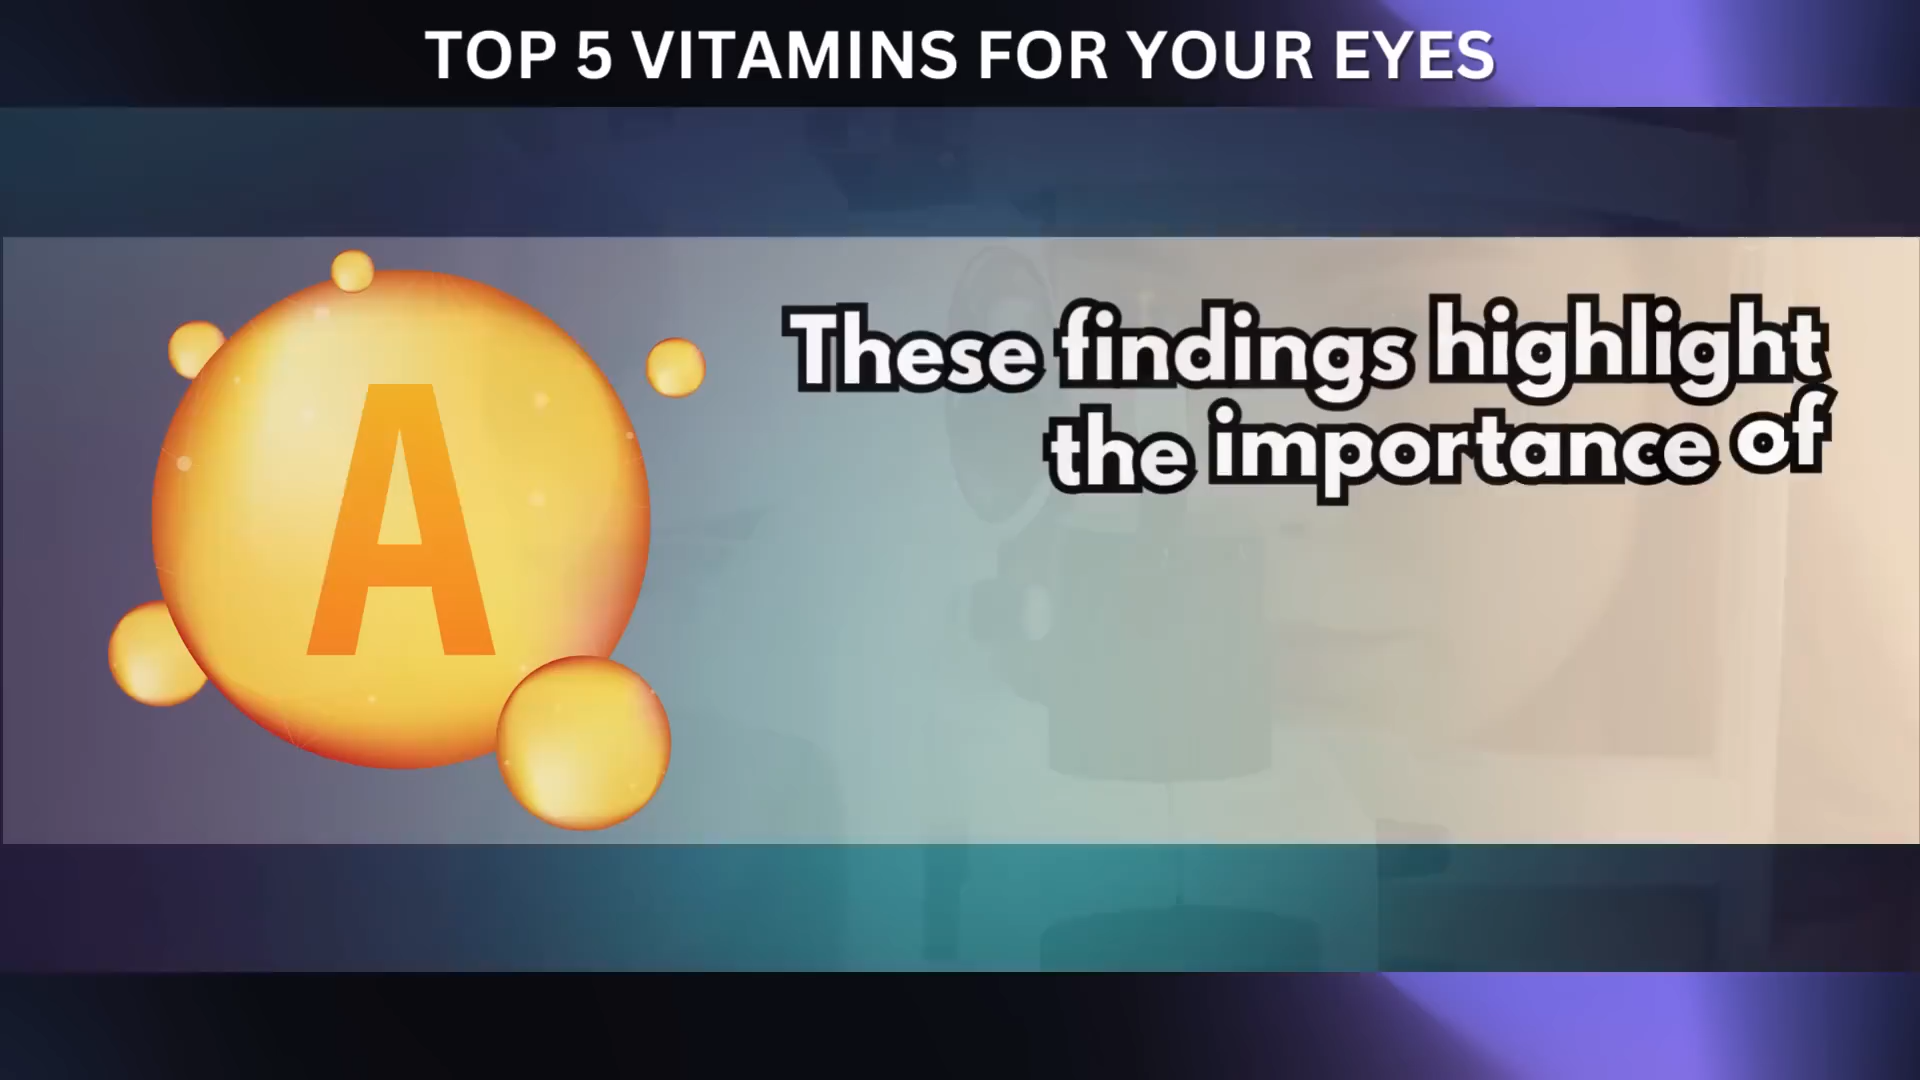 TOP 5 VITAMINS FOR YOUR EYES
A
These findings highlight
the importance of